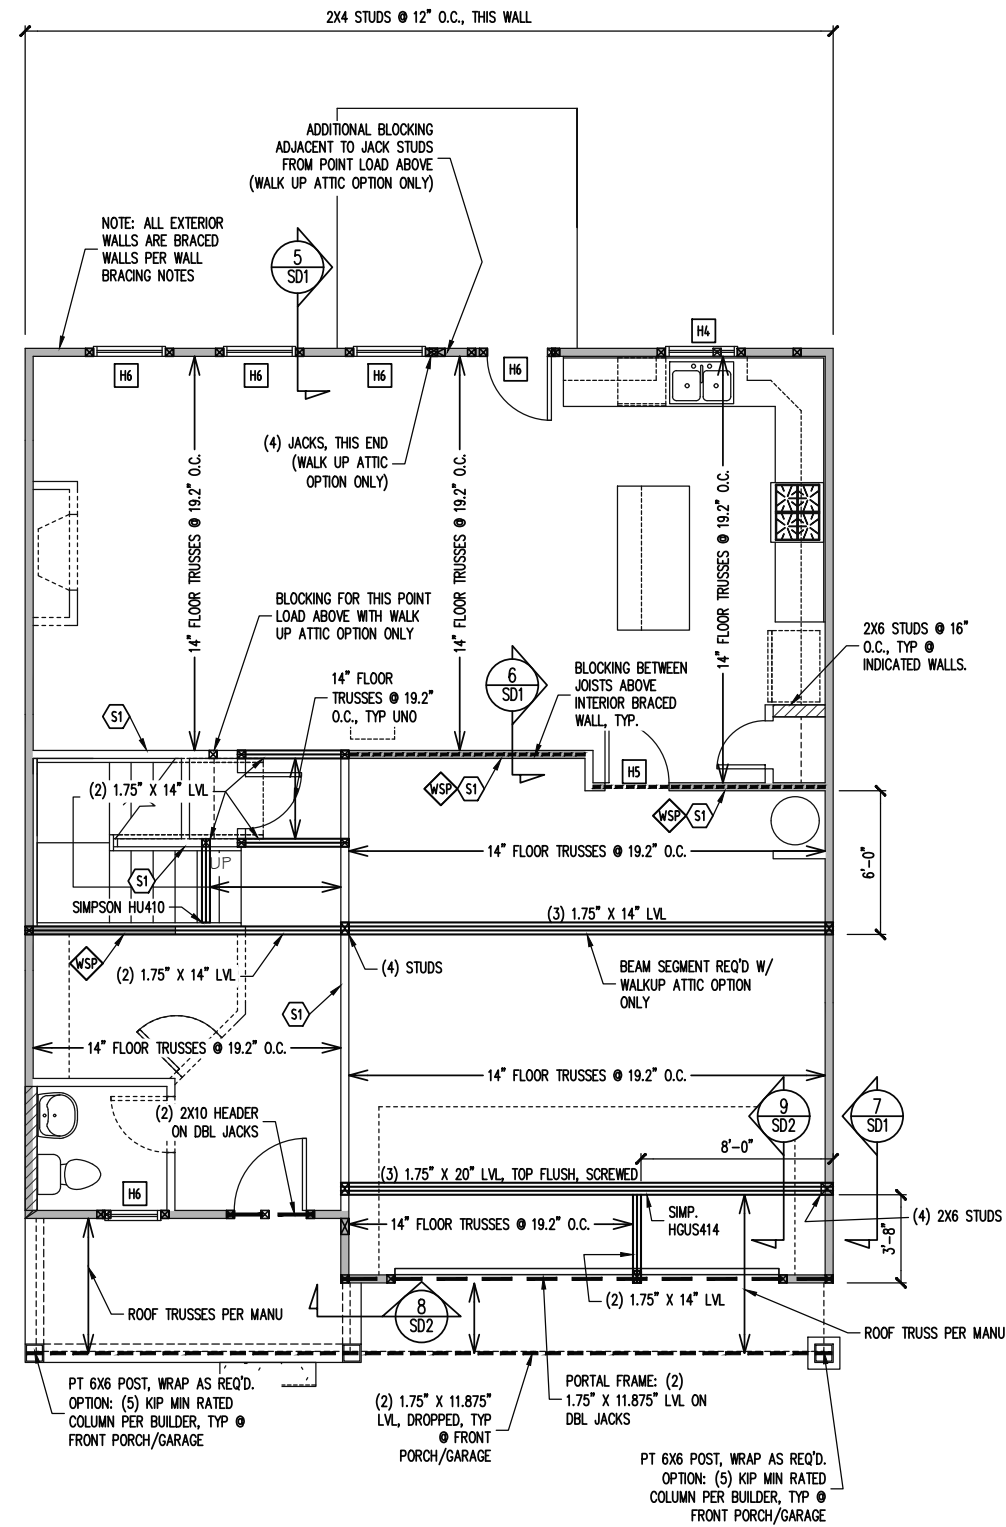 2X4 STUDS @ 12" O.C., THIS WALL
ADDITIONAL BLOCKING
ADJACENT TO JACK STUDS
FROM POINT LOAD ABOVE
(WALK UP ATTIC OPTION ONLY)
NOTE: ALL EXTERIOR
WALLS ARE BRACED
WALLS PER WALL
BRACING NOTES
5
SD1
H4
H6
H6
H6
H6
(4) JACKS, THIS END
(WALK UP ATTIC
OPTION ONLY)
14" FLOOR TRUSSES @ 19.2" O.C.
14" FLOOR TRUSSES @ 19.2" O.C.
14" FLOOR TRUSSES @ 19.2" O.C.
BLOCKING FOR THIS POINT
LOAD ABOVE WITH WALK
UP ATTIC OPTION ONLY
2X6 STUDS @ 16"
O.C., TYP @
INDICATED WALLS.
14" FLOOR
TRUSSES @ 19.2"
O.C., TYP UNO
6
SD1
BLOCKING BETWEEN
JOISTS ABOVE
INTERIOR BRACED
WALL, TYP.
S1
H5
(2) 1.75" X 14" LVL
WSP
S1
WSP
S1
14" FLOOR TRUSSES @ 19.2" O.C.
6'-0"
UP
S1
SIMPSON HU410
(3) 1.75" X 14" LVL
WSP
(2) 1.75" X 14" LVL
(4) STUDS
BEAM SEGMENT REQ'D W/
WALKUP ATTIC OPTION
ONLY
S1
14" FLOOR TRUSSES @ 19.2" O.C.
14" FLOOR TRUSSES @ 19.2" O.C.
(2) 2X10 HEADER
ON DBL JACKS
9
SD2
7
SD1
8'-0"
(3) 1.75" X 20" LVL, TOP FLUSH, SCREWED
H6
14" FLOOR TRUSSES @ 19.2" O.C.
SIMP.
HGUS414
(4) 2X6 STUDS
3'-8"
ROOF TRUSSES PER MANU
8
SD2
(2) 1.75" X 14" LVL
ROOF TRUSS PER MANU
PT 6X6 POST, WRAP AS REQ'D.
OPTION: (5) KIP MIN RATED
COLUMN PER BUILDER, TYP @
FRONT PORCH/GARAGE
(2) 1.75" X 11.875"
LVL, DROPPED, TYP
@ FRONT
PORCH/GARAGE
PORTAL FRAME: (2)
1.75" X 11.875" LVL ON
DBL JACKS
PT 6X6 POST, WRAP AS REQ'D.
OPTION: (5) KIP MIN RATED
COLUMN PER BUILDER, TYP @
FRONT PORCH/GARAGE